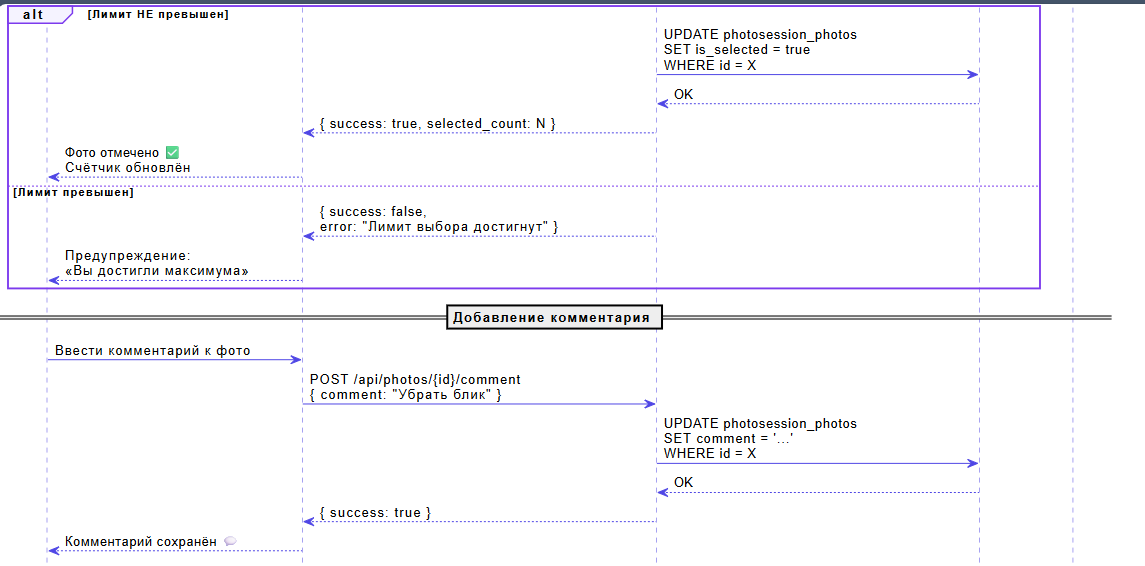 alt [Лимит НЕ превышен]
UPDATE photosession_photos
SET is_selected = true
WHERE id = X
OK
{ success: true, selected_count: N }
Фото отмечено ✅
Счётчик обновлён
[Лимит превышен]
{ success: false,
error: "Лимит выбора достигнут" }
Предупреждение:
«Вы достигли максимума»
Добавление комментария
Ввести комментарий к фото
POST /api/photos/{id}/comment
{ comment: "Убрать блик" }
UPDATE photosession_photos
SET comment = '...'
WHERE id = X
OK
{ success: true }
Комментарий сохранён 💬